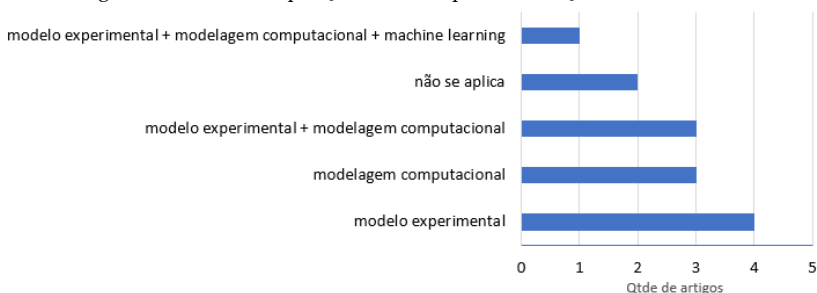 modelo experimental + modelagem computacional + machine learning
não se aplica
modelo experimental + modelagem computacional
modelagem computacional
modelo experimental
0 1 2 3 4 5
Qtde de artigos